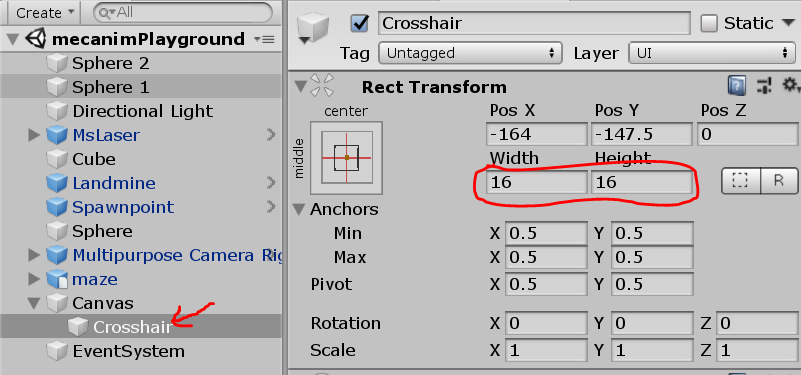 Create
All
mecanimPlayground
Sphere 2
Sphere 1
Directional Light
MsLaser
Cube
Landmine
Spawnpoint
Sphere
Multipurpose Camera Rig
maze
Canvas
Crosshair
EventSystem
Crosshair
Static
Tag Untagged Layer UI
Rect Transform
center
middle
Pos X Pos Y Pos Z
-164 -147.5 0
Width Height
16 16
R
Anchors
Min X 0.5 Y 0.5
Max X 0.5 Y 0.5
Pivot X 0.5 Y 0.5
Rotation X 0 Y 0 Z 0
Scale X 1 Y 1 Z 1